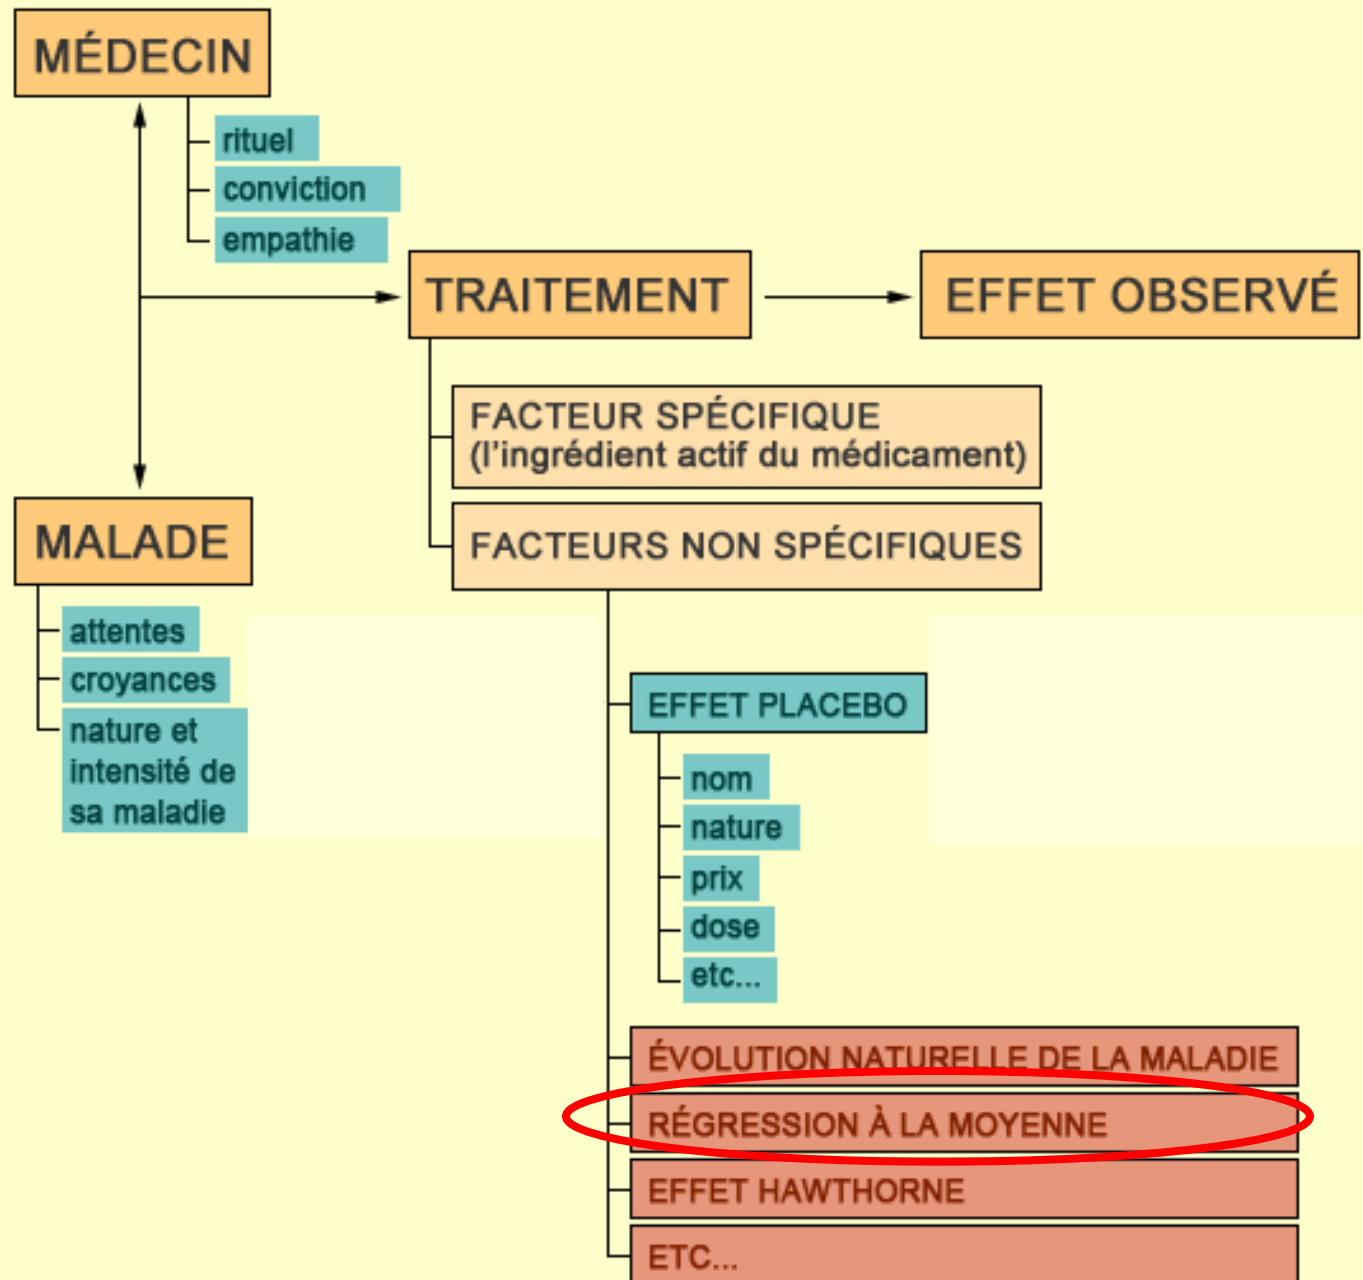 MÉDECIN
rituel
conviction
empathie
TRAITEMENT
EFFET OBSERVÉ
FACTEUR SPÉCIFIQUE
(l'ingrédient actif du médicament)
FACTEURS NON SPÉCIFIQUES
MALADE
attentes
croyances
nature et
intensité de
sa maladie
EFFET PLACEBO
nom
nature
prix
dose
etc...
ÉVOLUTION NATURELLE DE LA MALADIE
RÉGRESSION À LA MOYENNE
EFFET HAWTHORNE
ETC...